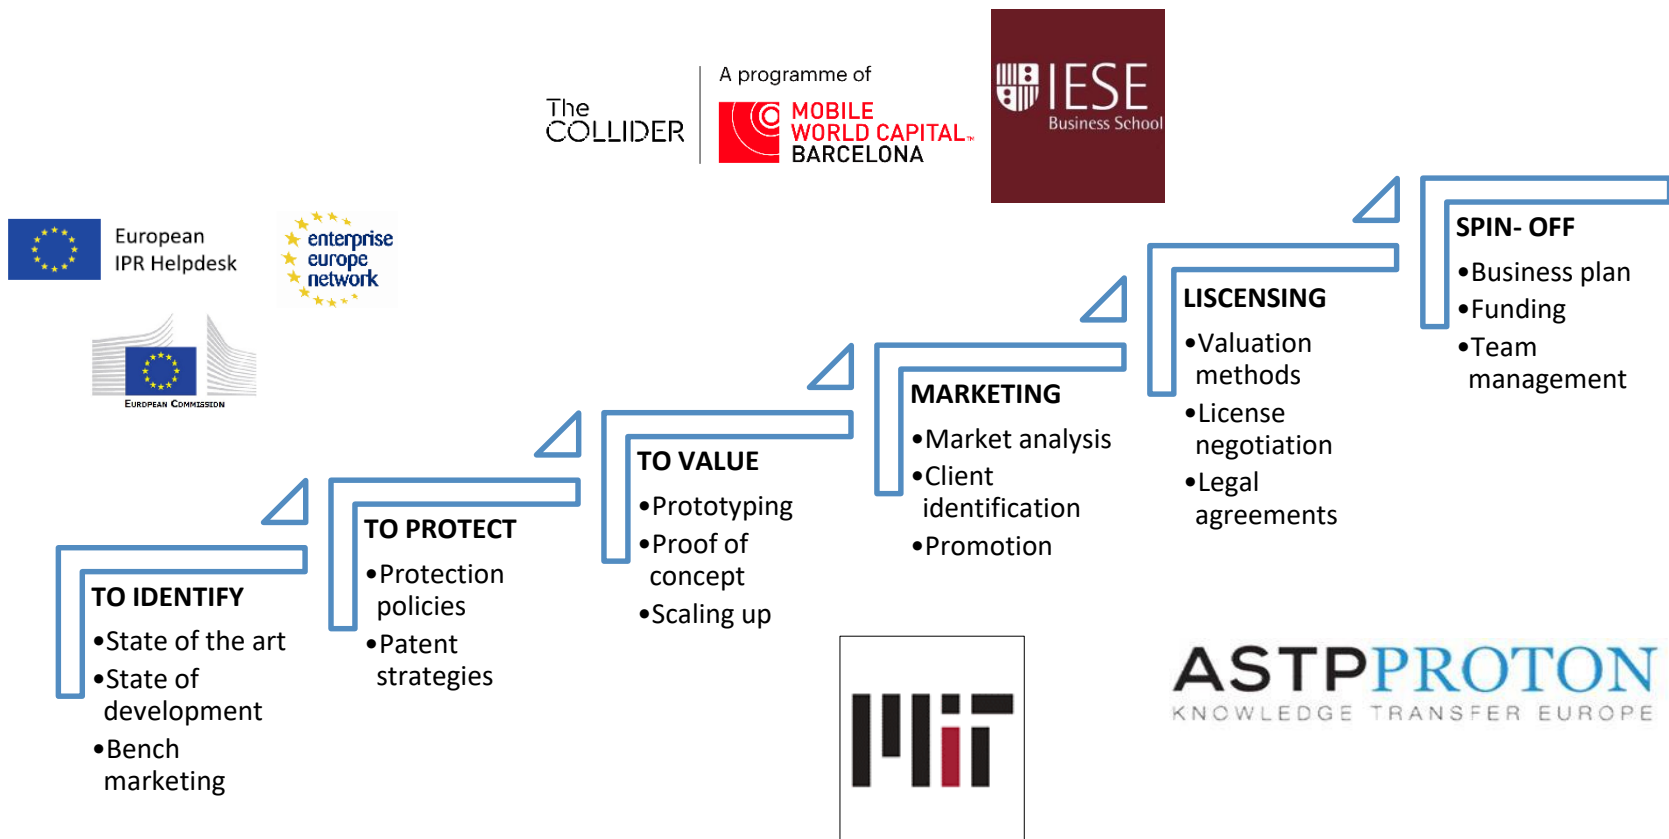 The
COLLIDER
A programme of
MOBILE
WORLD CAPITAL™
BARCELONA
IESE
Business School
European
IPR Helpdesk
enterprise
europe
network
EUROPEAN COMMISSION
TO IDENTIFY
•State of the art
•State of
development
•Bench
marketing
TO PROTECT
•Protection
policies
•Patent
strategies
TO VALUE
•Prototyping
•Proof of
concept
•Scaling up
MARKETING
•Market analysis
•Client
identification
•Promotion
LISCENSING
•Valuation
methods
•License
negotiation
•Legal
agreements
SPIN- OFF
•Business plan
•Funding
•Team
management
MIT
ASTPPROTON
KNOWLEDGE TRANSFER EUROPE